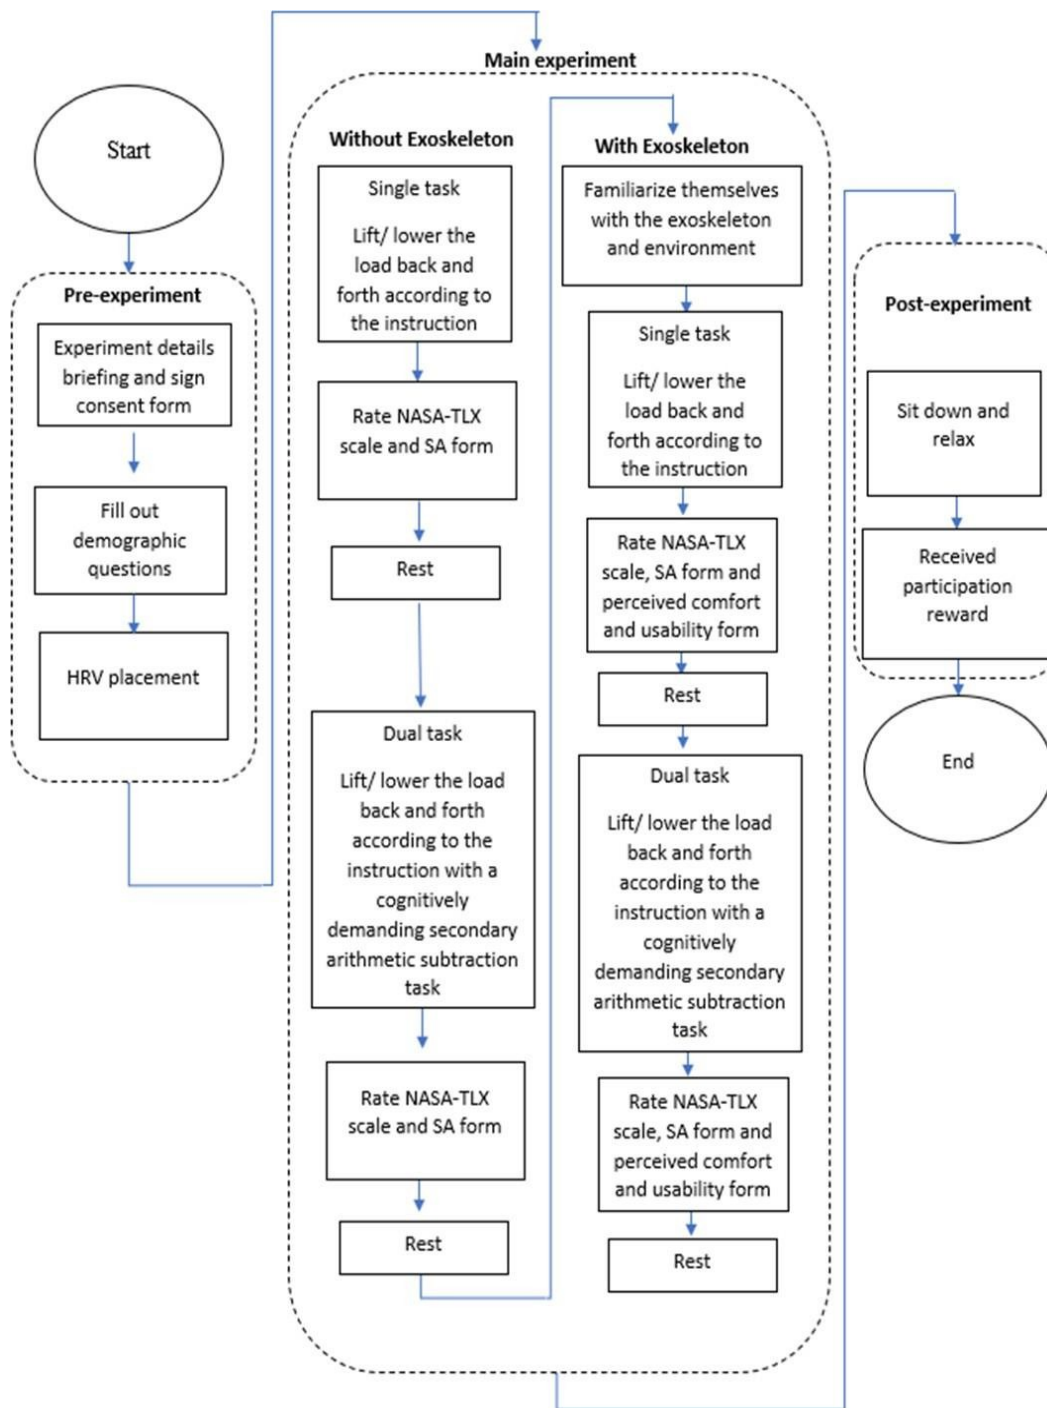 Start
Pre-experiment
Experiment details
briefing and sign
consent form
Fill out
demographic
questions
HRV placement
Main experiment
Without Exoskeleton
Single task
Lift/ lower the
load back and
forth according to
the instruction
Rate NASA-TLX
scale and SA form
Rest
Dual task
Lift/ lower the load
back and forth
according to the
instruction with a
cognitively
demanding secondary
arithmetic subtraction
task
Rate NASA-TLX
scale and SA form
Rest
With Exoskeleton
Familiarize themselves
with the exoskeleton
and environment
Single task
Lift/ lower the
load back and
forth according to
the instruction
Rate NASA-TLX
scale, SA form and
perceived comfort
and usability form
Rest
Dual task
Lift/ lower the load
back and forth
according to the
instruction with a
cognitively
demanding secondary
arithmetic subtraction
task
Rate NASA-TLX
scale, SA form and
perceived comfort
and usability form
Rest
Post-experiment
Sit down and
relax
Received
participation
reward
End